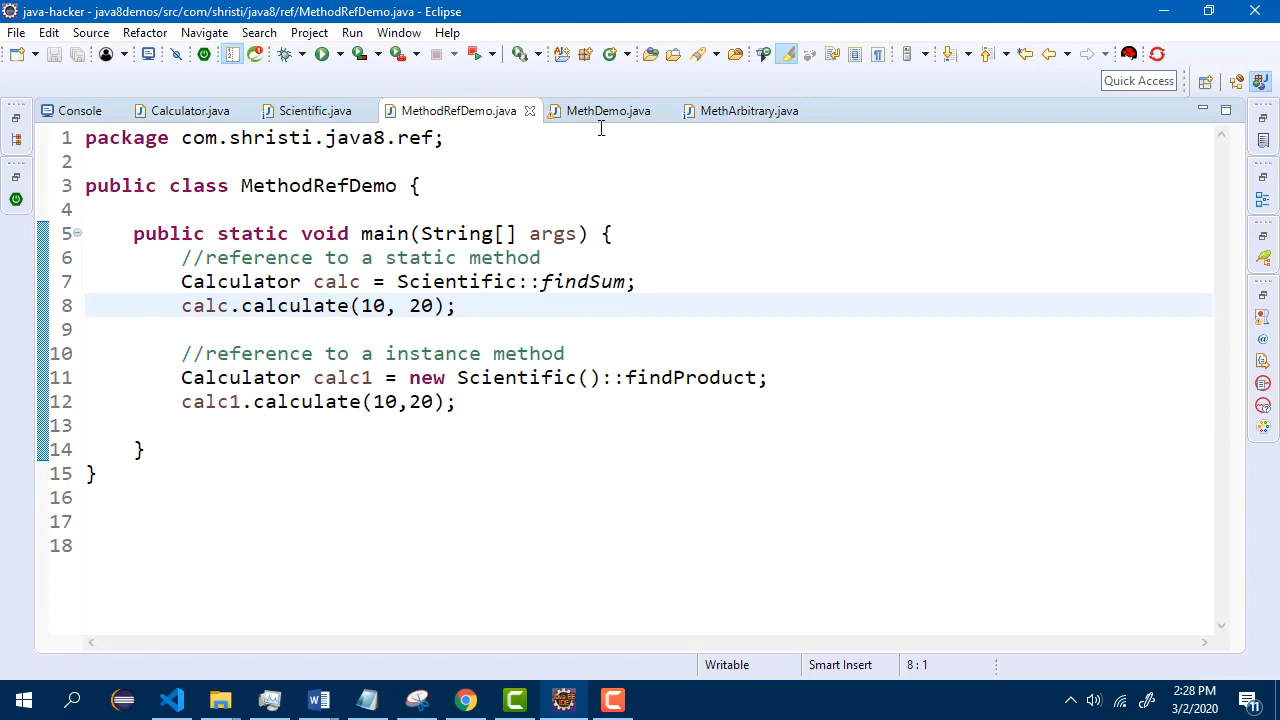 java-hacker - java8demos/src/com/shristi/java8/ref/MethodRefDemo.java - Eclipse
File Edit Source Refactor Navigate Search Project Run Window Help
Quick Access
Console Calculator.java Scientific.java MethodRefDemo.java MethDemo.java MethArbitrary.java
1 package com.shristi.java8.ref;
2
3 public class MethodRefDemo {
4
5 public static void main(String[] args) {
6 //reference to a static method
7 Calculator calc = Scientific::findSum;
8 calc.calculate(10, 20);
9
10 //reference to a instance method
11 Calculator calc1 = new Scientific()::findProduct;
12 calc1.calculate(10,20);
13
14 }
15 }
16
17
18
Writable Smart Insert 8 : 1
2:28 PM
3/2/2020
11